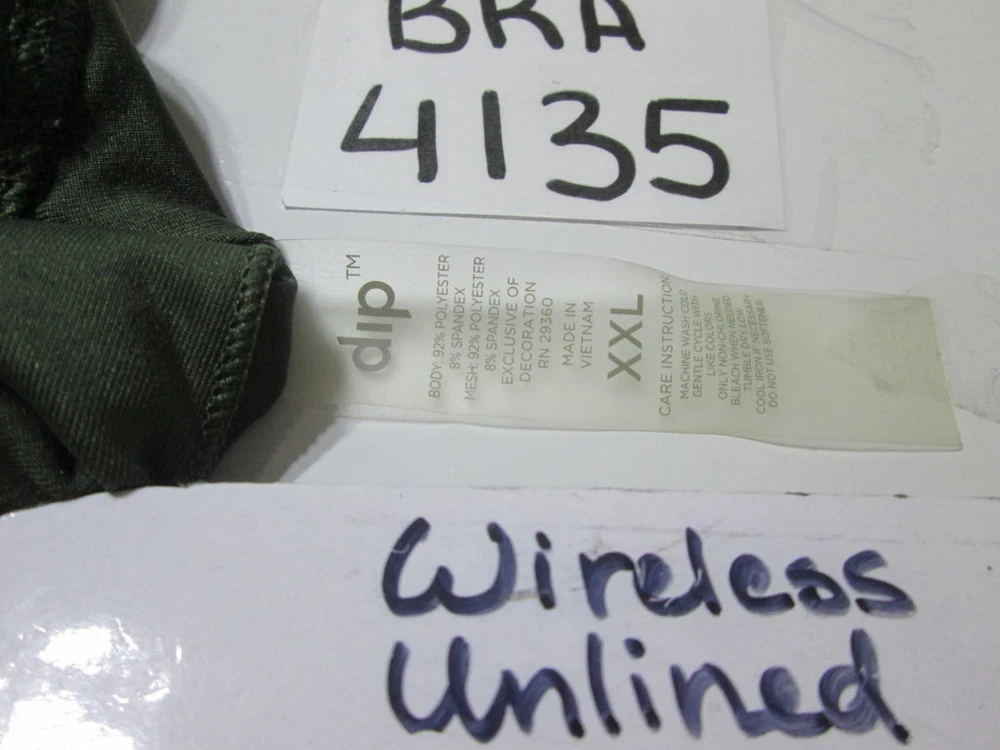 BRA
4135
dip™
BODY: 92% POLYESTER
8% SPANDEX
MESH: 92% POLYESTER
8% SPANDEX
EXCLUSIVE OF
DECORATION
RN 29360
MADE IN
VIETNAM
XXL
CARE INSTRUCTION
MACHINE WASH COLD
GENTLE CYCLE WITH
LIKE COLORS
ONLY NON-CHLORINE
BLEACH WHEN NEEDED
TUMBLE DRY LOW
COOL IRON IF NECESSARY
DO NOT USE SOFTENER
Wireless
Unlined